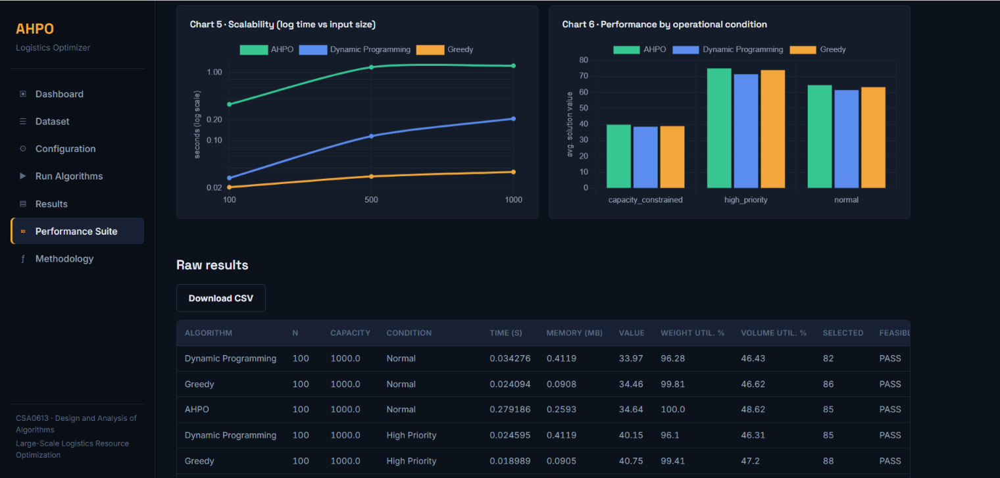 AHPO
Logistics Optimizer
Dashboard
Dataset
Configuration
Run Algorithms
Results
Performance Suite
Methodology
CSA0613 · Design and Analysis of
Algorithms
Large-Scale Logistics Resource
Optimization
Chart 5 · Scalability (log time vs input size)
AHPO Dynamic Programming Greedy
seconds (log scale)
1.00
0.20
0.10
0.02
100 500 1000
Chart 6 · Performance by operational condition
AHPO Dynamic Programming Greedy
avg. solution value
80
70
60
50
40
30
20
10
0
capacity_constrained high_priority normal
Raw results
Download CSV
ALGORITHM N CAPACITY CONDITION TIME (S) MEMORY (MB) VALUE WEIGHT UTIL. % VOLUME UTIL. % SELECTED FEASIBL
Dynamic Programming 100 1000.0 Normal 0.034276 0.4119 33.97 96.28 46.43 82 PASS
Greedy 100 1000.0 Normal 0.024094 0.0908 34.46 99.81 46.62 86 PASS
AHPO 100 1000.0 Normal 0.279186 0.2593 34.64 100.0 48.62 85 PASS
Dynamic Programming 100 1000.0 High Priority 0.024595 0.4119 40.15 96.1 46.31 85 PASS
Greedy 100 1000.0 High Priority 0.018989 0.0905 40.75 99.41 47.2 88 PASS